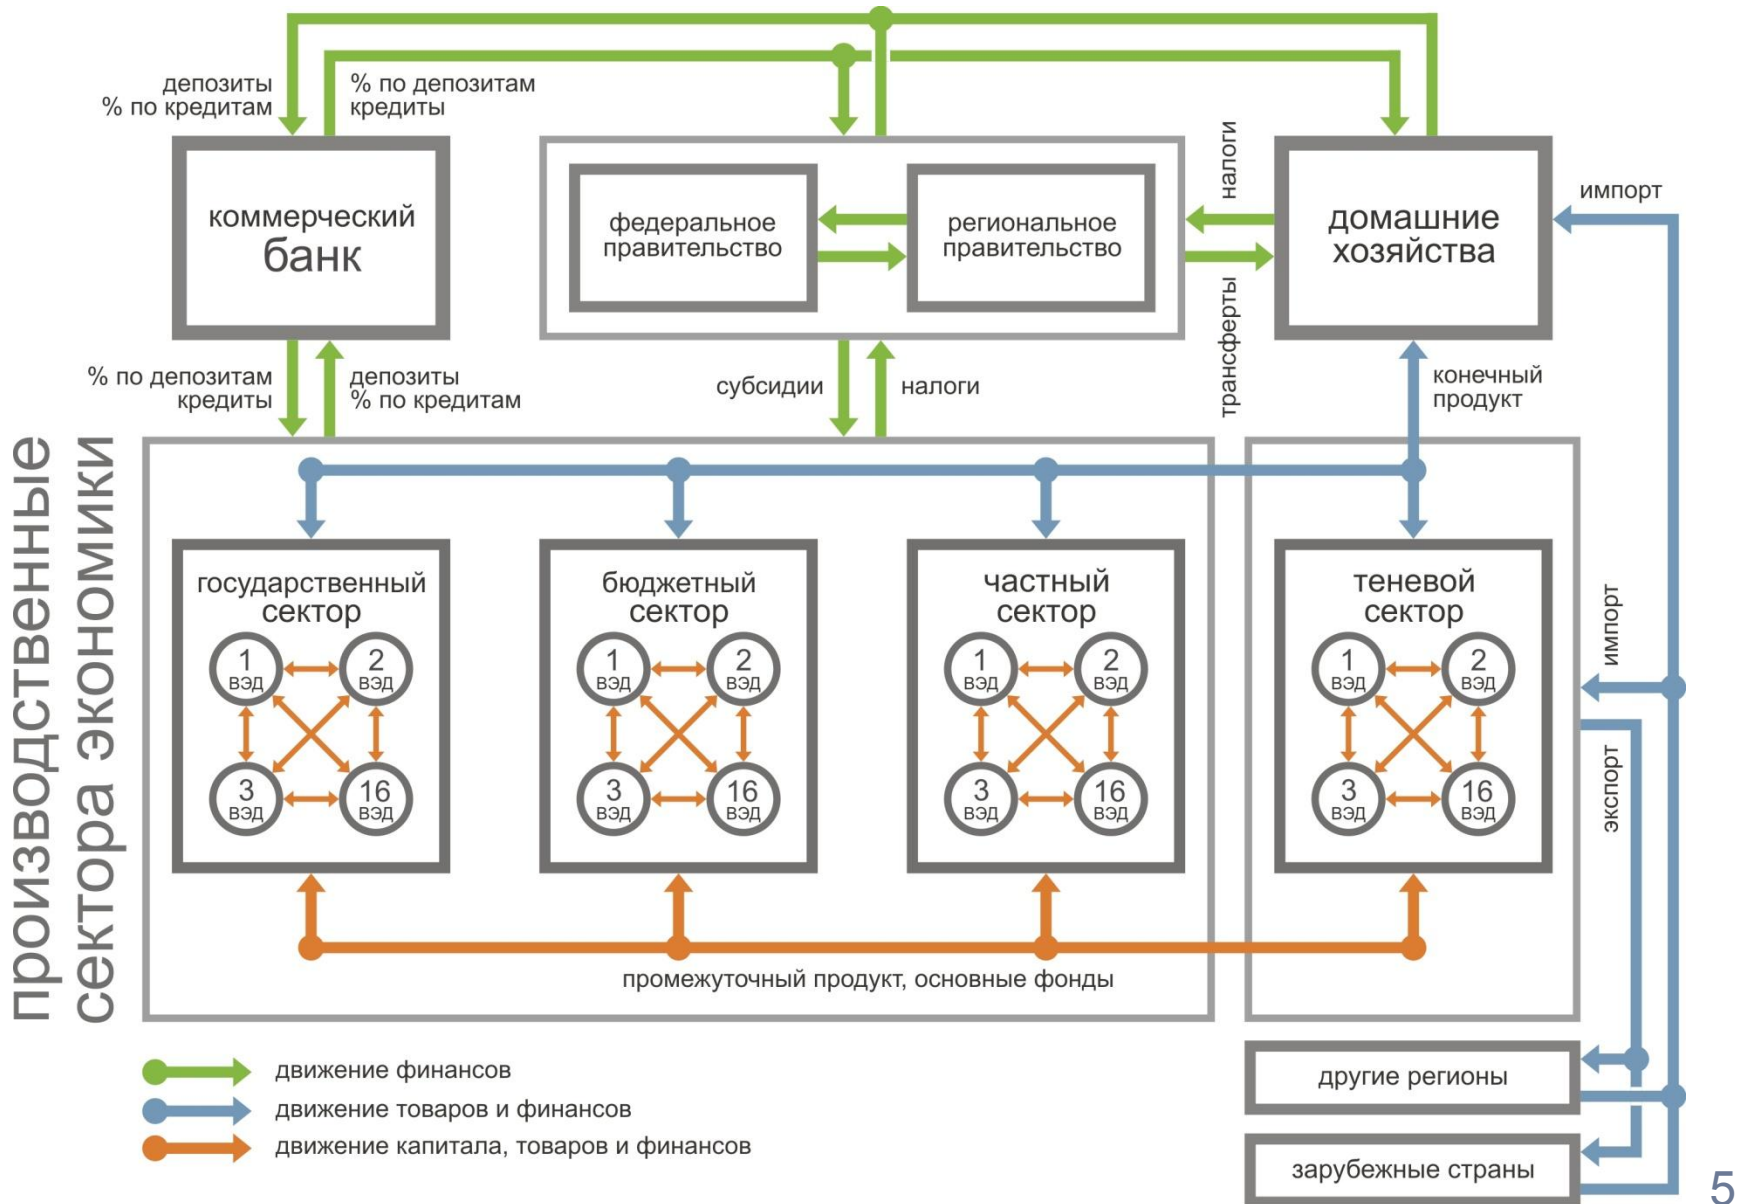 депозиты
% по кредитам
% по депозитам
кредиты
коммерческий
банк
федеральное
правительство
региональное
правительство
налоги
трансферты
домашние
хозяйства
импорт
% по депозитам
кредиты
депозиты
% по кредитам
субсидии
налоги
конечный
продукт
производственные
сектора экономики
государственный
сектор
1
ВЭД
2
ВЭД
3
ВЭД
16
ВЭД
бюджетный
сектор
1
ВЭД
2
ВЭД
3
ВЭД
16
ВЭД
частный
сектор
1
ВЭД
2
ВЭД
3
ВЭД
16
ВЭД
теневой
сектор
1
ВЭД
2
ВЭД
3
ВЭД
16
ВЭД
импорт
экспорт
промежуточный продукт, основные фонды
движение финансов
движение товаров и финансов
движение капитала, товаров и финансов
другие регионы
зарубежные страны
5